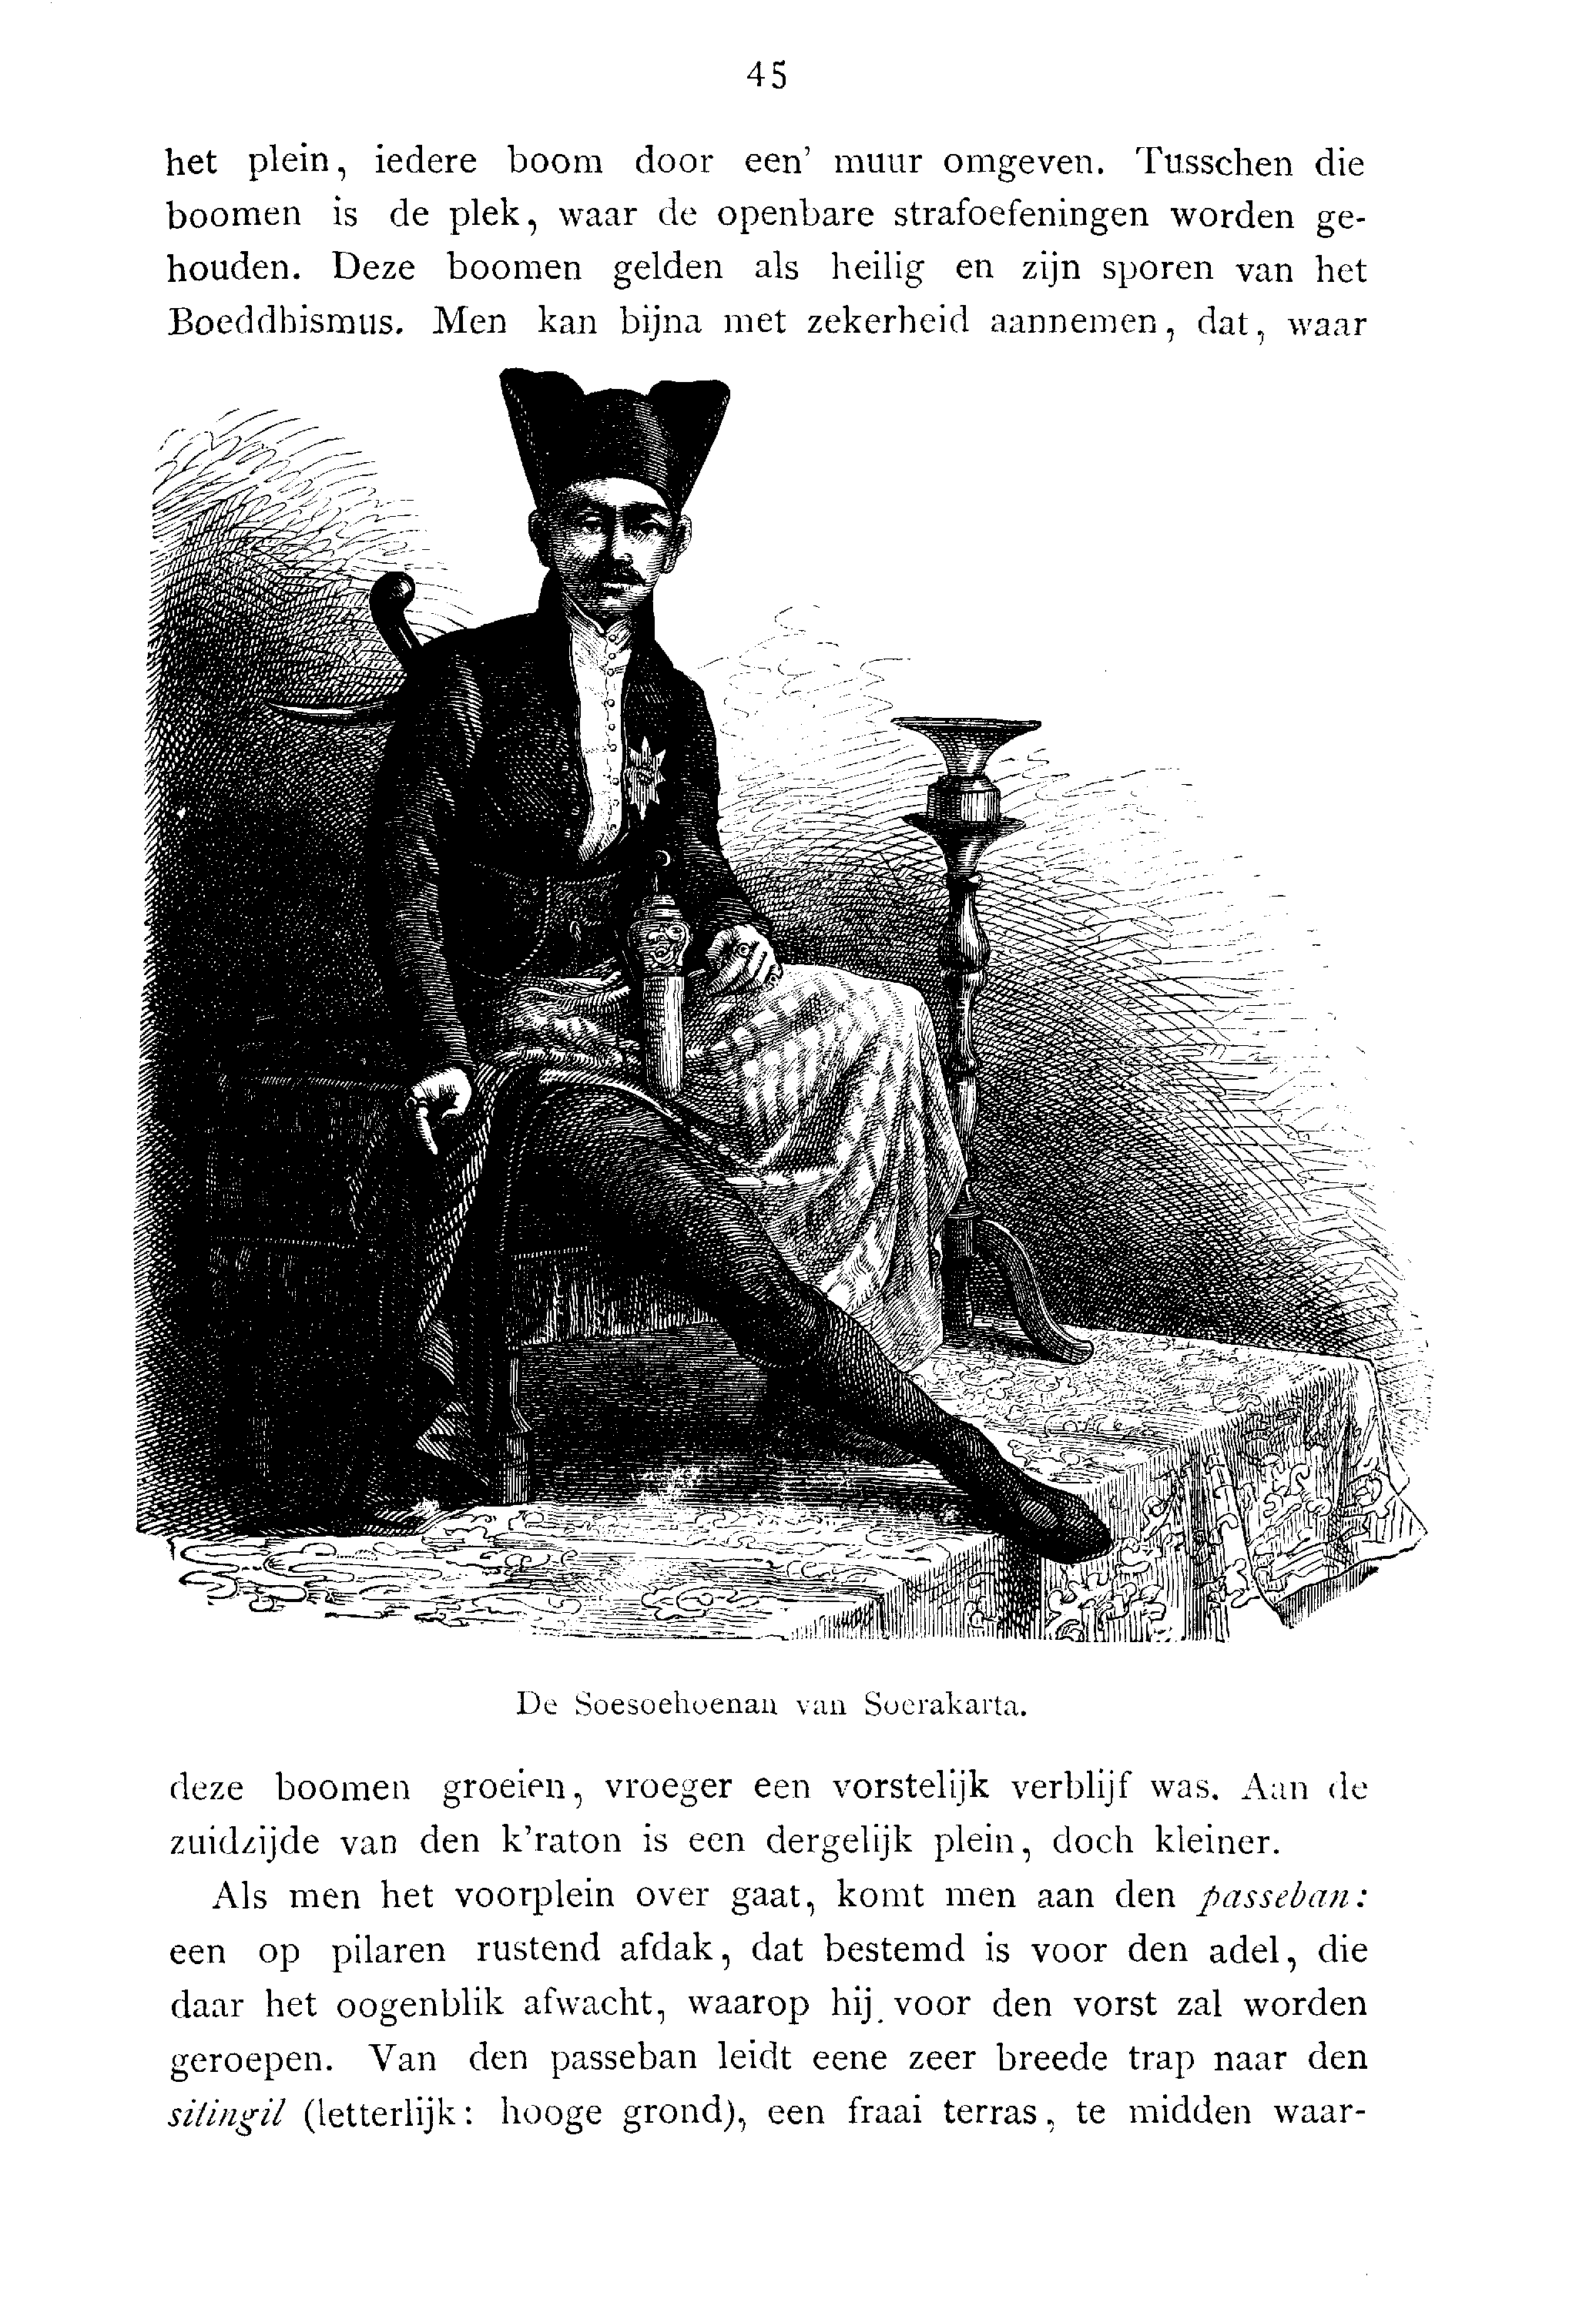 45
het plein, iedere boom door een' muur omgeven. Tusschen die
boomen is de plek, waar de openbare strafoefeningen worden ge-
houden. Deze boomen gelden als heilig en zijn sporen van het
Boeddhismus. Men kan bijna met zekerheid aannemen, dat, waar
De Soesoehoenan van Soerakarta.
deze boomen groeien, vroeger een vorstelijk verblijf was. Aan de
zuidzijde van den k'raton is een dergelijk plein, doch kleiner.
Als men het voorplein over gaat, komt men aan den passeban:
een op pilaren rustend afdak, dat bestemd is voor den adel, die
daar het oogenblik afwacht, waarop hij voor den vorst zal worden
geroepen. Van den passeban leidt eene zeer breede trap naar den
sitingil (letterlijk: hooge grond), een fraai terras, te midden waar-